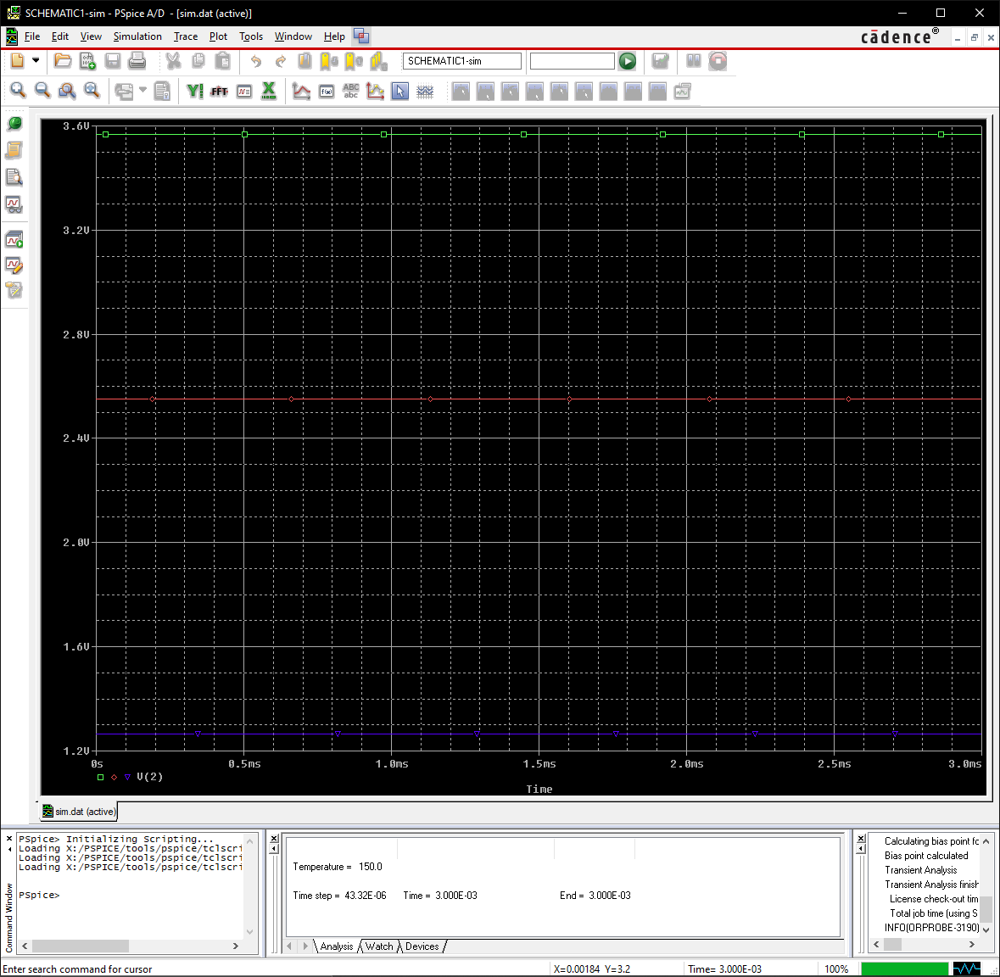 SCHEMATIC1-sim - PSpice A/D - [sim.dat (active)]
File Edit View Simulation Trace Plot Tools Window Help
cādence®
SCHEMATIC1-sim
Y! FFT
f(x) ABC
abc
3.6V
3.2V
2.8V
2.4V
2.0V
1.6V
1.2V
0s 0.5ms 1.0ms 1.5ms 2.0ms 2.5ms 3.0ms
V(2)
Time
sim.dat (active)
Command Window
PSpice> Initializing Scripting...
Loading X:/PSPICE/tools/pspice/tclscri
Loading X:/PSPICE/tools/pspice/tclscri
Loading X:/PSPICE/tools/pspice/tclscri
PSpice>
Temperature = 150.0
Time step = 43.32E-06 Time = 3.000E-03 End = 3.000E-03
Analysis Watch Devices
Calculating bias point fo
Bias point calculated
Transient Analysis
Transient Analysis finish
License check-out tim
Total job time (using S
INFO(ORPROBE-3190)
Enter search command for cursor
X=0.00184 Y=3.2
Time= 3.000E-03
100%